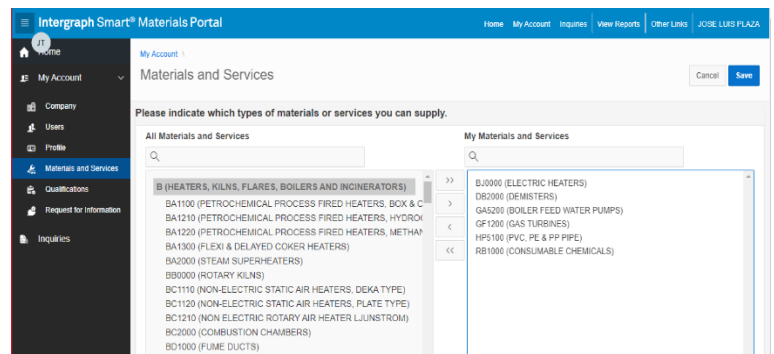 Intergraph Smart® Materials Portal
Home My Account Inquiries View Reports Other Links JOSE LUIS PLAZA
JT
Home
My Account
Company
Users
Profile
Materials and Services
Qualifications
Request for Information
Inquiries
My Account \
Materials and Services
Cancel Save
Please indicate which types of materials or services you can supply.
All Materials and Services
B (HEATERS, KILNS, FLARES, BOILERS AND INCINERATORS)
BA1100 (PETROCHEMICAL PROCESS FIRED HEATERS, BOX & C
BA1210 (PETROCHEMICAL PROCESS FIRED HEATERS, HYDRO
BA1220 (PETROCHEMICAL PROCESS FIRED HEATERS, METHAN
BA1300 (FLEXI & DELAYED COKER HEATERS)
BA2000 (STEAM SUPERHEATERS)
BB0000 (ROTARY KILNS)
BC1110 (NON-ELECTRIC STATIC AIR HEATERS, DEKA TYPE)
BC1120 (NON-ELECTRIC STATIC AIR HEATERS, PLATE TYPE)
BC1210 (NON ELECTRIC ROTARY AIR HEATER LJUNSTROM)
BC2000 (COMBUSTION CHAMBERS)
BD1000 (FUME DUCTS)
>>
>
<
<<
My Materials and Services
BJ0000 (ELECTRIC HEATERS)
DB2000 (DEMISTERS)
GA5200 (BOILER FEED WATER PUMPS)
GF1200 (GAS TURBINES)
HP5100 (PVC, PE & PP PIPE)
RB1000 (CONSUMABLE CHEMICALS)